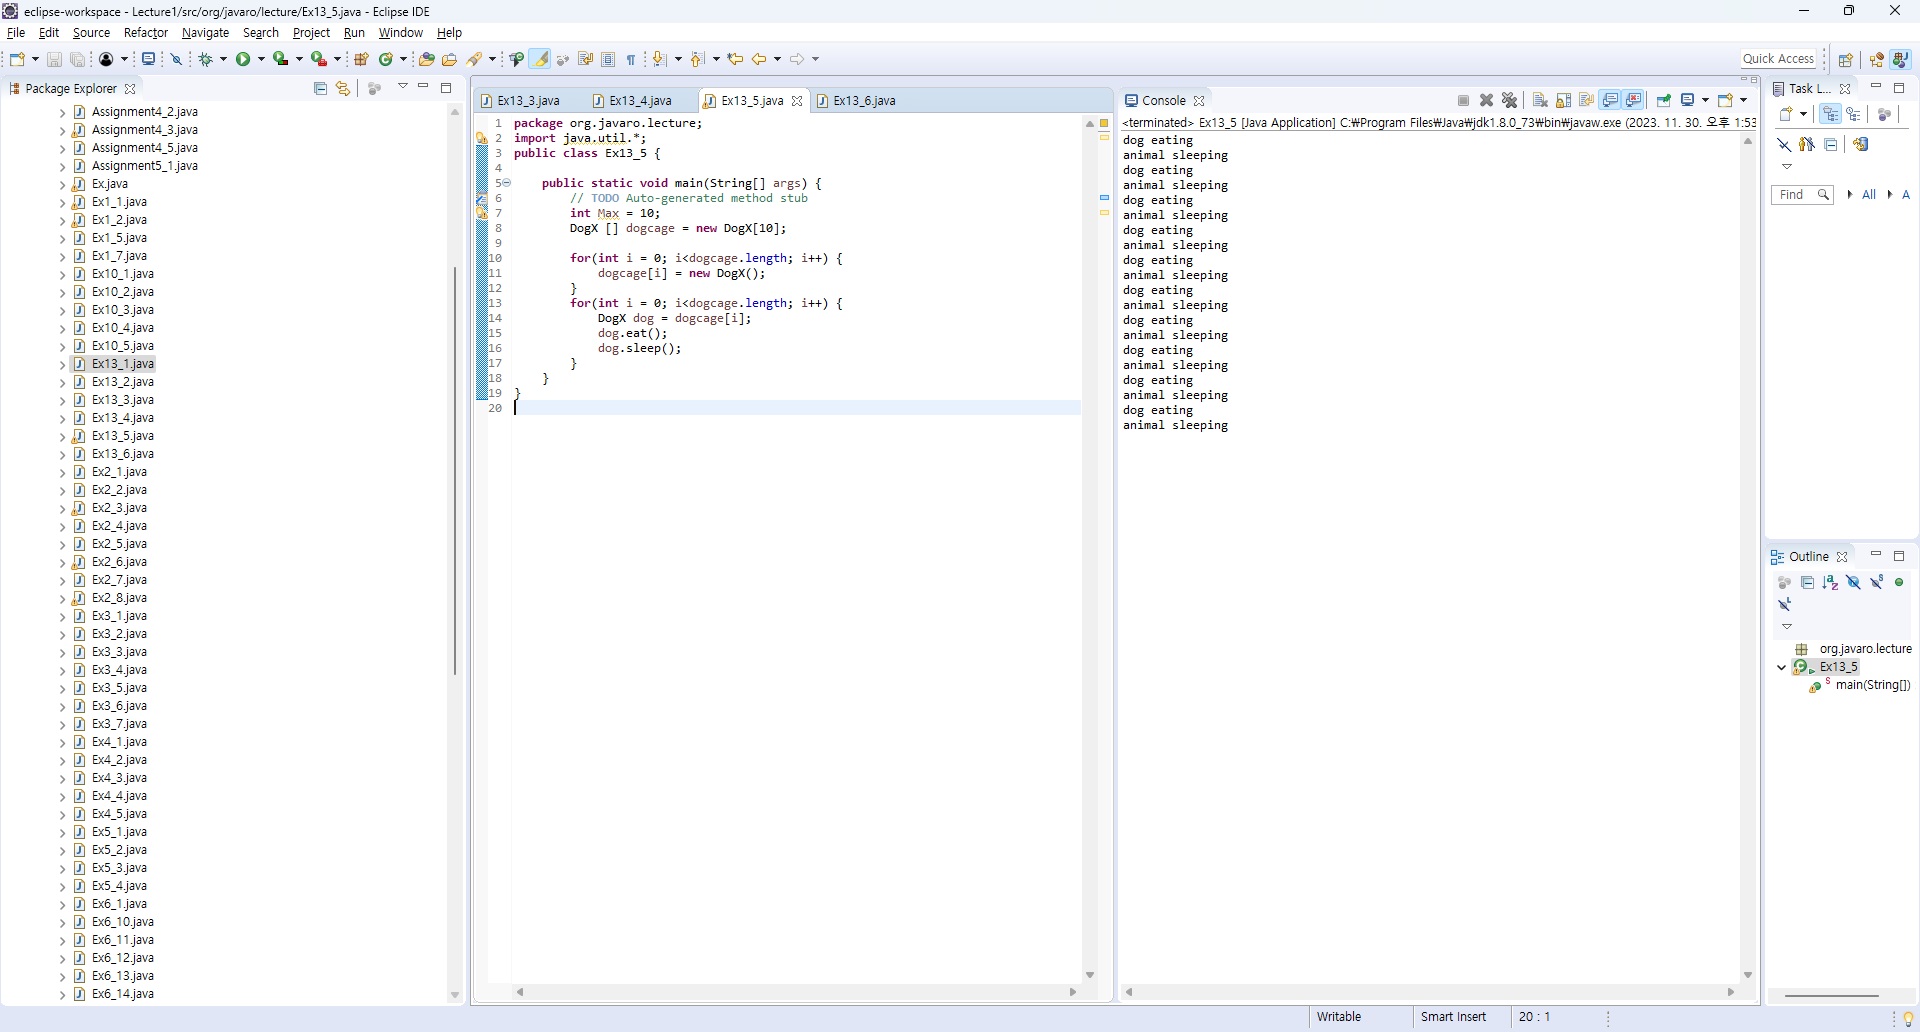 eclipse-workspace - Lecture1/src/org/javaro/lecture/Ex13_5.java - Eclipse IDE
File Edit Source Refactor Navigate Search Project Run Window Help
Quick Access
Package Explorer
Assignment4_2.java
Assignment4_3.java
Assignment4_5.java
Assignment5_1.java
Ex.java
Ex1_1.java
Ex1_2.java
Ex1_5.java
Ex1_7.java
Ex10_1.java
Ex10_2.java
Ex10_3.java
Ex10_4.java
Ex10_5.java
Ex13_1.java
Ex13_2.java
Ex13_3.java
Ex13_4.java
Ex13_5.java
Ex13_6.java
Ex2_1.java
Ex2_2.java
Ex2_3.java
Ex2_4.java
Ex2_5.java
Ex2_6.java
Ex2_7.java
Ex2_8.java
Ex3_1.java
Ex3_2.java
Ex3_3.java
Ex3_4.java
Ex3_5.java
Ex3_6.java
Ex3_7.java
Ex4_1.java
Ex4_2.java
Ex4_3.java
Ex4_4.java
Ex4_5.java
Ex5_1.java
Ex5_2.java
Ex5_3.java
Ex5_4.java
Ex6_1.java
Ex6_10.java
Ex6_11.java
Ex6_12.java
Ex6_13.java
Ex6_14.java
Ex13_3.java Ex13_4.java Ex13_5.java Ex13_6.java
1 package org.javaro.lecture;
2 import java.util.*;
3 public class Ex13_5 {
4
5 public static void main(String[] args) {
6 // TODO Auto-generated method stub
7 int Max = 10;
8 DogX [] dogcage = new DogX[10];
9
10 for(int i = 0; i<dogcage.length; i++) {
11 dogcage[i] = new DogX();
12 }
13 for(int i = 0; i<dogcage.length; i++) {
14 DogX dog = dogcage[i];
15 dog.eat();
16 dog.sleep();
17 }
18 }
19 }
20
Console
<terminated> Ex13_5 [Java Application] C:₩Program Files₩Java₩jdk1.8.0_73₩bin₩javaw.exe (2023. 11. 30. 오후 1:53
dog eating
animal sleeping
dog eating
animal sleeping
dog eating
animal sleeping
dog eating
animal sleeping
dog eating
animal sleeping
dog eating
animal sleeping
dog eating
animal sleeping
dog eating
animal sleeping
dog eating
animal sleeping
dog eating
animal sleeping
Task L...
Find All A
Outline
org.javaro.lecture
Ex13_5
main(String[])
Writable Smart Insert 20 : 1